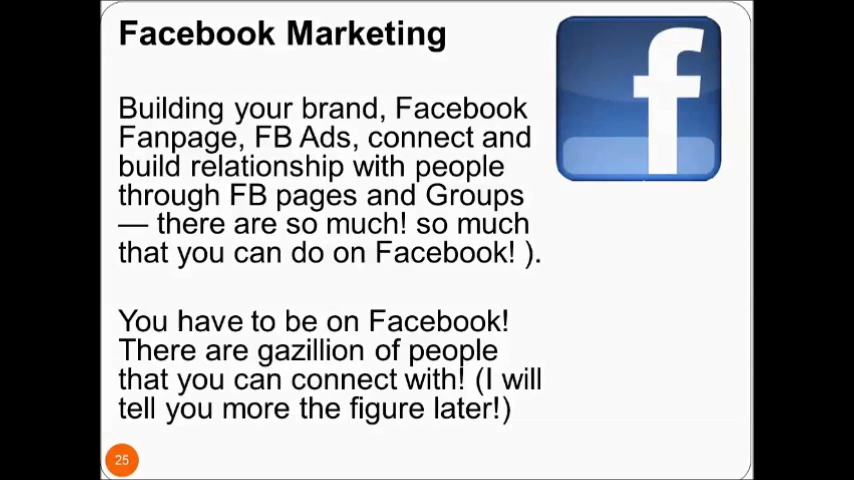 Facebook Marketing
Building your brand, Facebook
Fanpage, FB Ads, connect and
build relationship with people
through FB pages and Groups
— there are so much! so much
that you can do on Facebook! ).
You have to be on Facebook!
There are gazillion of people
that you can connect with! (I will
tell you more the figure later!)
25
f